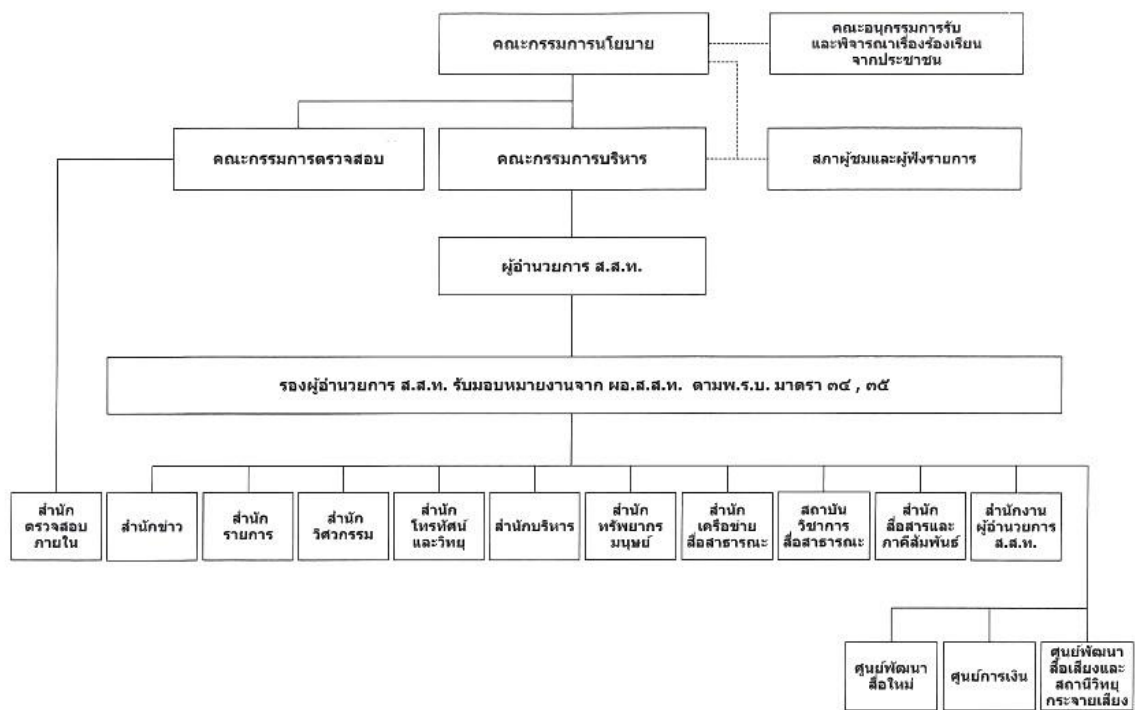 คณะกรรมการนโยบาย
คณะอนุกรรมการรับ
และพิจารณาเรื่องร้องเรียน
จากประชาชน
คณะกรรมการตรวจสอบ
คณะกรรมการบริหาร
สภาผู้ชมและผู้ฟังรายการ
ผู้อำนวยการ ส.ส.ท.
รองผู้อำนวยการ ส.ส.ท. รับมอบหมายงานจาก ผอ.ส.ส.ท. ตามพ.ร.บ. มาตรา ๓๔ , ๓๕
สำนัก
ตรวจสอบ
ภายใน
สำนักข่าว
สำนัก
รายการ
สำนัก
วิศวกรรม
สำนัก
โทรทัศน์
และวิทยุ
สำนักบริหาร
สำนัก
ทรัพยากร
มนุษย์
สำนัก
เครือข่าย
สื่อสาธารณะ
สถาบัน
วิชาการ
สื่อสาธารณะ
สำนัก
สื่อสารและ
ภาคีสัมพันธ์
สำนักงาน
ผู้อำนวยการ
ส.ส.ท.
ศูนย์พัฒนา
สื่อใหม่
ศูนย์การเงิน
ศูนย์พัฒนา
สื่อเสียงและ
สถานีวิทยุ
กระจายเสียง